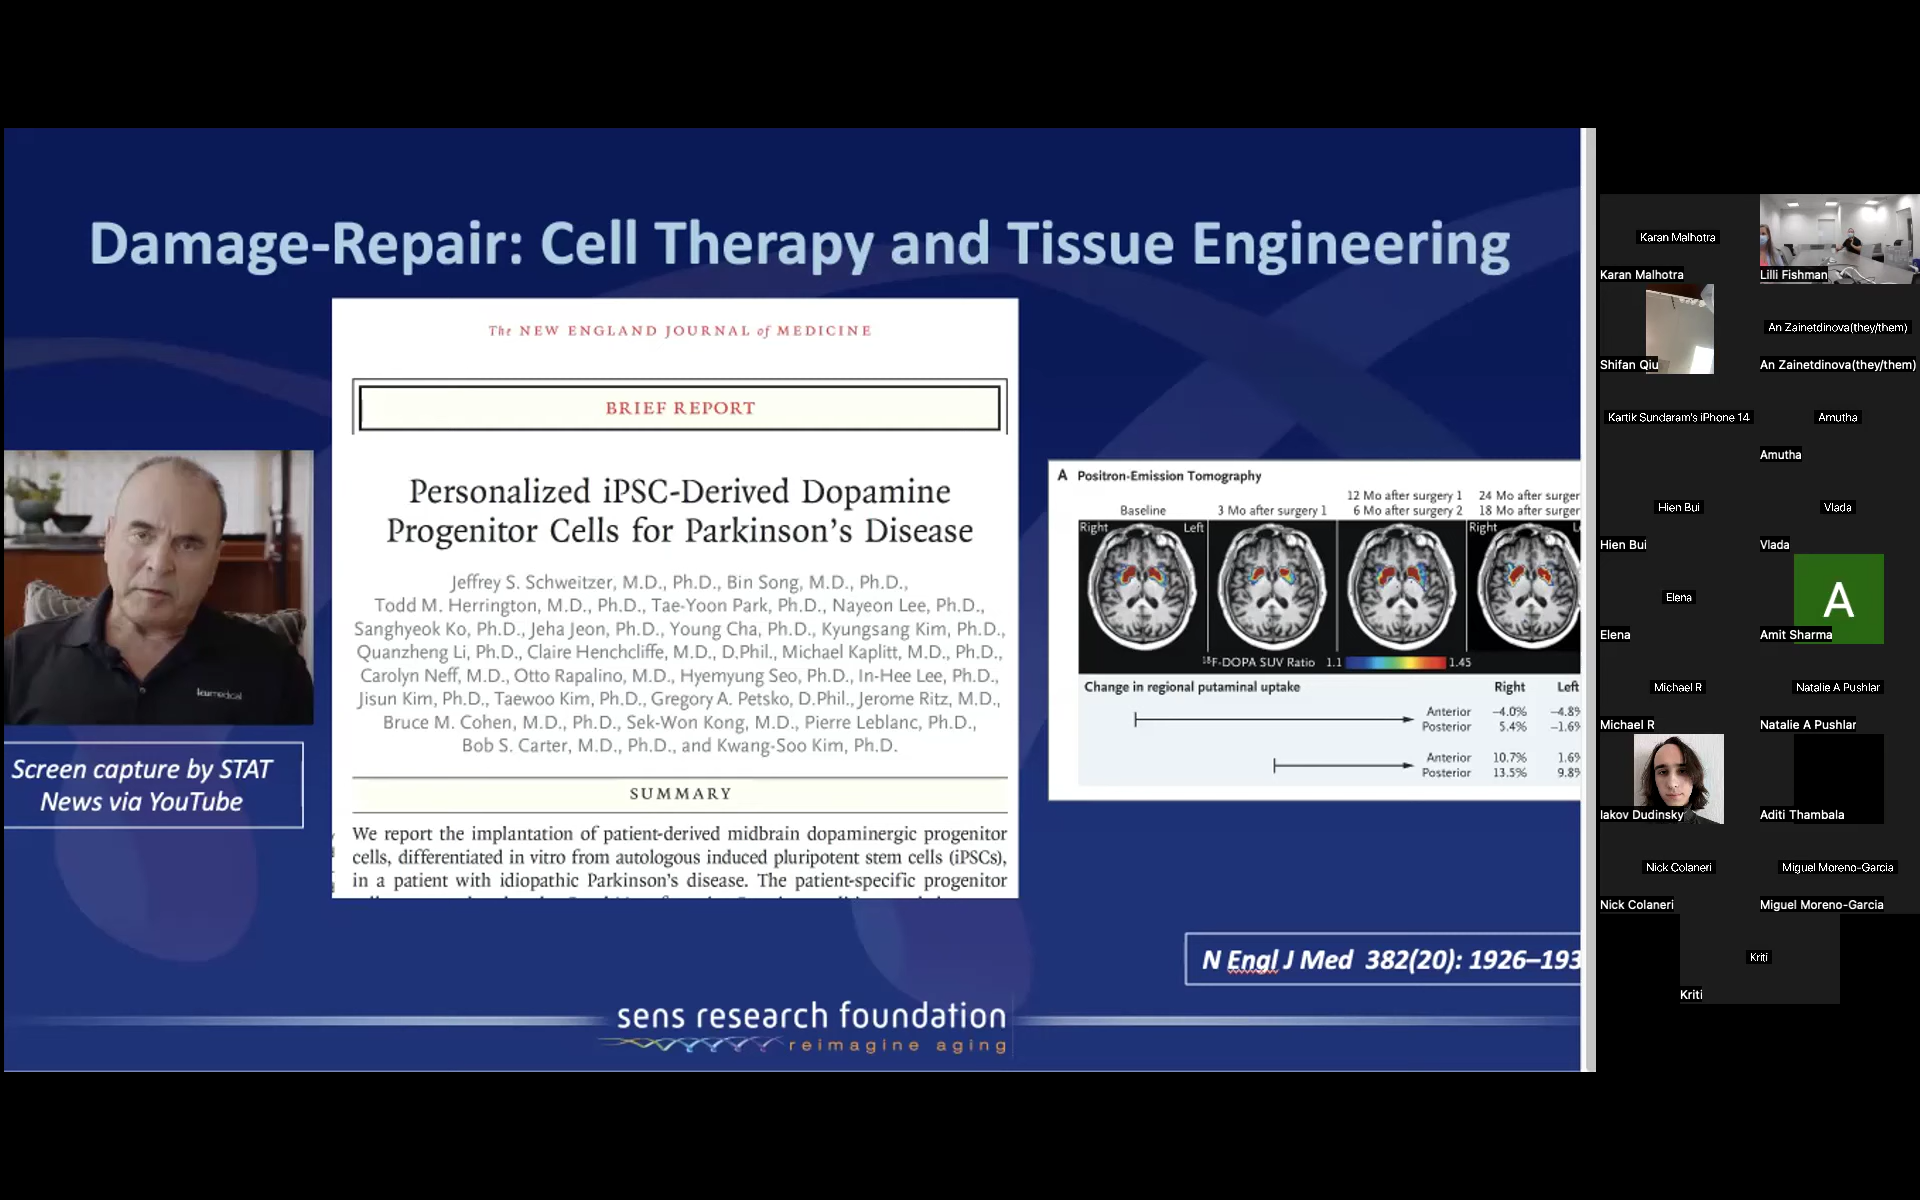 Damage-Repair: Cell Therapy and Tissue Engineering
The NEW ENGLAND JOURNAL of MEDICINE
BRIEF REPORT
Personalized iPSC-Derived Dopamine
Progenitor Cells for Parkinson's Disease
Jeffrey S. Schweitzer, M.D., Ph.D., Bin Song, M.D., Ph.D.,
Todd M. Herrington, M.D., Ph.D., Tae-Yoon Park, Ph.D., Nayeon Lee, Ph.D.,
Sanghyeok Ko, Ph.D., Jeha Jeon, Ph.D., Young Cha, Ph.D., Kyungsang Kim, Ph.D.,
Quanzheng Li, Ph.D., Claire Henchcliffe, M.D., D.Phil., Michael Kaplitt, M.D., Ph.D.,
Carolyn Neff, M.D., Otto Rapalino, M.D., Hyemyung Seo, Ph.D., In-Hee Lee, Ph.D.,
Jisun Kim, Ph.D., Taewoo Kim, Ph.D., Gregory A. Petsko, D.Phil., Jerome Ritz, M.D.,
Bruce M. Cohen, M.D., Ph.D., Sek-Won Kong, M.D., Pierre Leblanc, Ph.D.,
Bob S. Carter, M.D., Ph.D., and Kwang-Soo Kim, Ph.D.
SUMMARY
We report the implantation of patient-derived midbrain dopaminergic progenitor
cells, differentiated in vitro from autologous induced pluripotent stem cells (iPSCs),
in a patient with idiopathic Parkinson's disease. The patient-specific progenitor
Screen capture by STAT
News via YouTube
A Positron-Emission Tomography
12 Mo after surgery 1 24 Mo after surger
Baseline 3 Mo after surgery 1 6 Mo after surgery 2 18 Mo after surger
Right Left Right L
18F-DOPA SUV Ratio 1.1 1.45
Change in regional putaminal uptake Right Left
Anterior −4.0% −4.8%
Posterior 5.4% −1.6%
Anterior 10.7% 1.6%
Posterior 13.5% 9.8%
N Engl J Med 382(20): 1926–193
sens research foundation
reimagine aging
Karan Malhotra
Karan Malhotra
Lilli Fishman
Shifan Qiu
An Zainetdinova(they/them)
An Zainetdinova(they/them)
Kartik Sundaram's iPhone 14
Amutha
Amutha
Hien Bui
Hien Bui
Vlada
Vlada
Elena
Elena
A
Amit Sharma
Michael R
Michael R
Natalie A Pushlar
Natalie A Pushlar
Iakov Dudinsky
Aditi Thambala
Nick Colaneri
Nick Colaneri
Miguel Moreno-Garcia
Miguel Moreno-Garcia
Kriti
Kriti